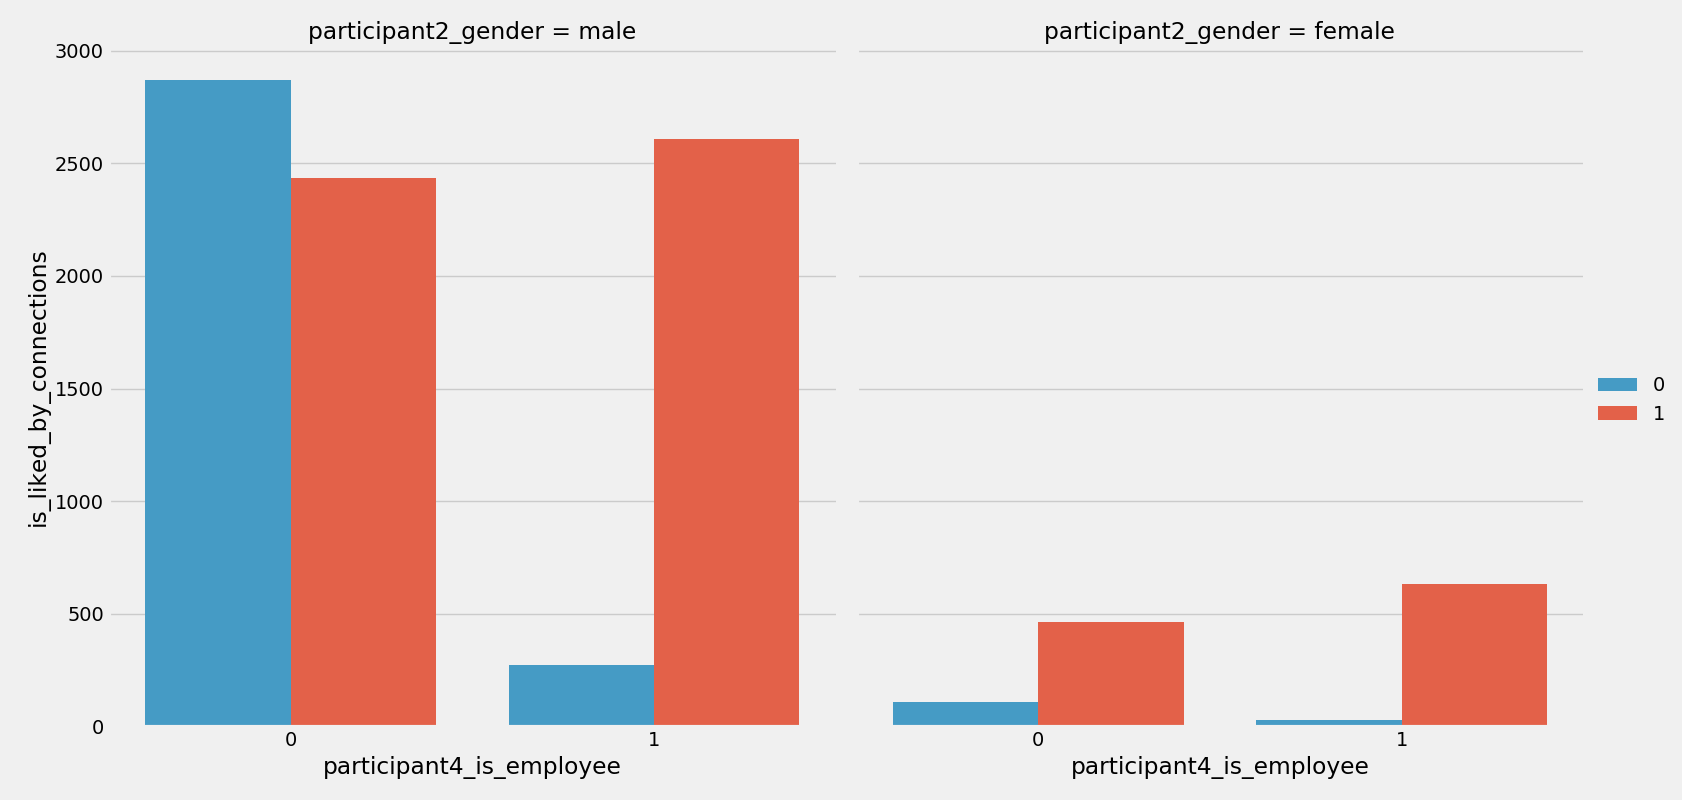 participant2_gender = male
participant2_gender = female
3000
2500
2000
1500
1000
500
0
is_liked_by_connections
0
1
0
1
participant4_is_employee
participant4_is_employee
0
1